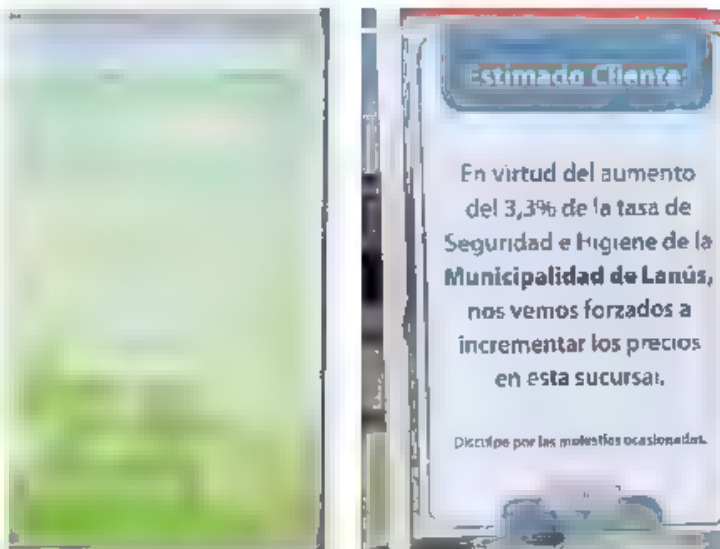 Estimado Cliente:
En virtud del aumento
del 3,3% de la tasa de
Seguridad e Higiene de la
Municipalidad de Lanús,
nos vemos forzados a
incrementar los precios
en esta sucursal.
Disculpe por las molestias ocasionadas.